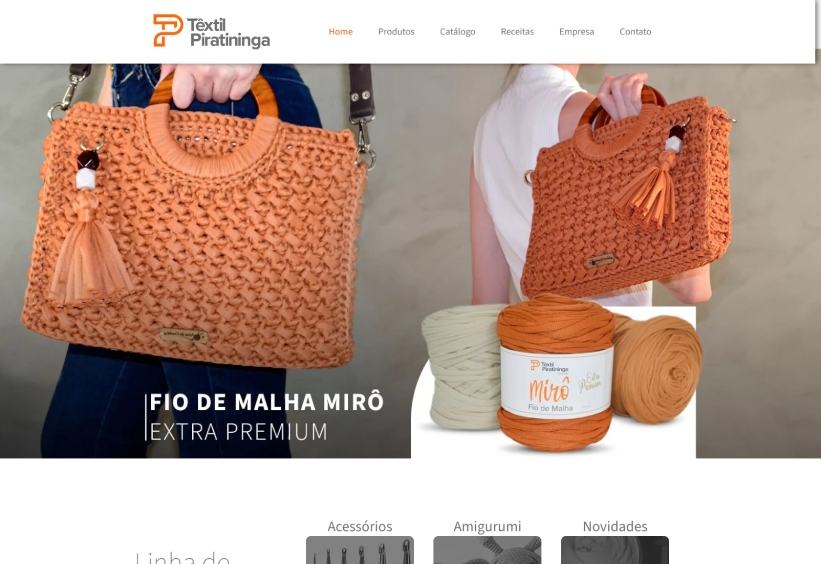 Têxtil
Piratininga
Home
Produtos
Catálogo
Receitas
Empresa
Contato
Têxtil
Piratininga
Mirô
Extra
Premium
Fio de Malha
FIO DE MALHA MIRÔ
EXTRA PREMIUM
Linha de
Acessórios
Amigurumi
Novidades